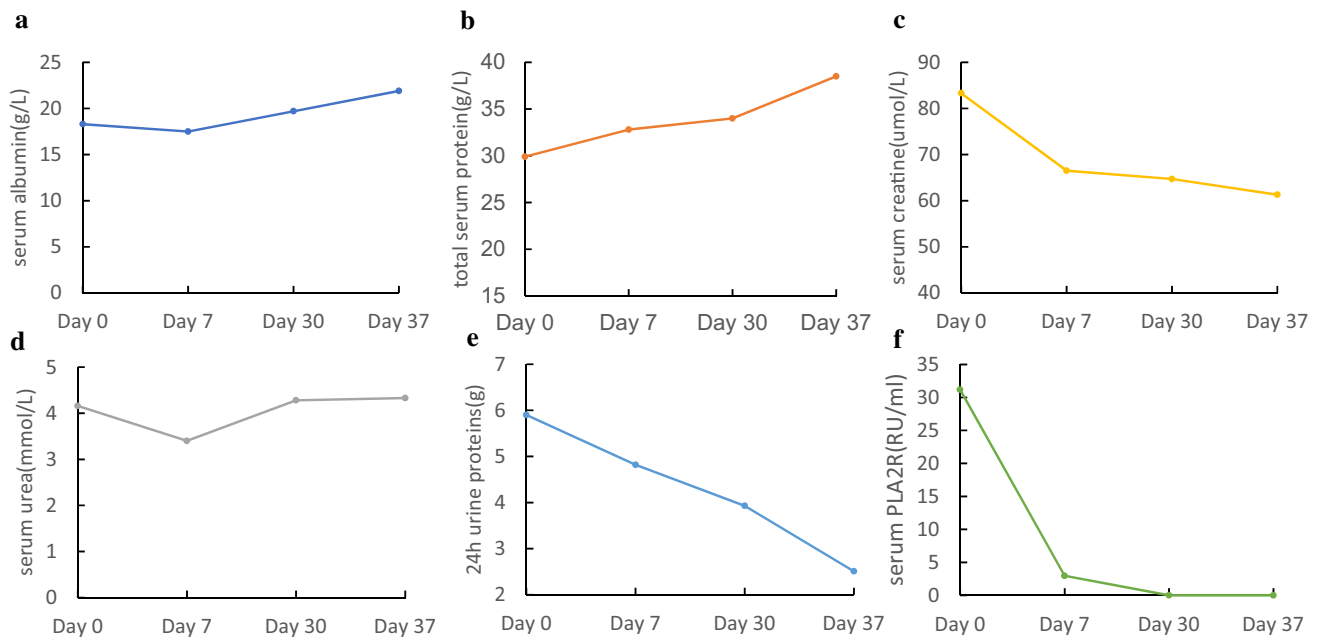 a
serum albumin(g/L)
25
20
15
10
5
0
Day 0 Day 7 Day 30 Day 37
b
total serum protein(g/L)
40
35
30
25
20
15
Day 0 Day 7 Day 30 Day 37
c
serum creatine(umol/L)
90
80
70
60
50
40
Day 0 Day 7 Day 30 Day 37
d
serum urea(mmol/L)
5
4
3
2
1
0
Day 0 Day 7 Day 30 Day 37
e
24h urine proteins(g)
7
6
5
4
3
2
Day 0 Day 7 Day 30 Day 37
f
serum PLA2R(RU/ml)
35
30
25
20
15
10
5
0
Day 0 Day 7 Day 30 Day 37